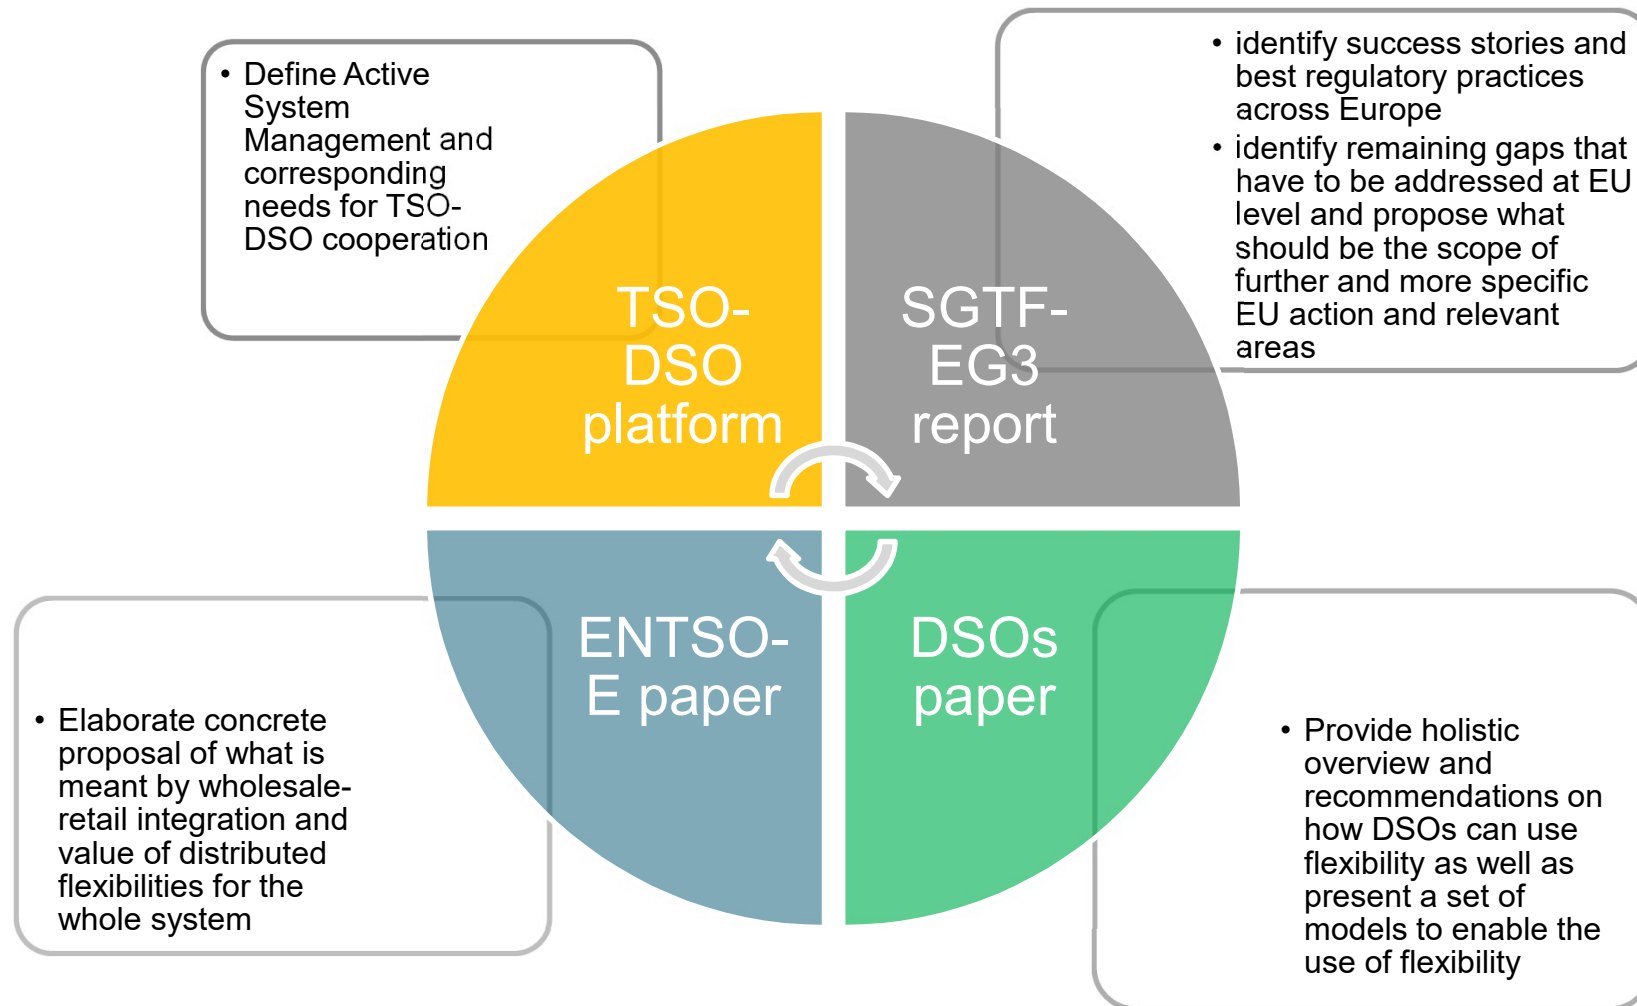 • Define Active
System
Management and
corresponding
needs for TSO-
DSO cooperation
• identify success stories and
best regulatory practices
across Europe
• identify remaining gaps that
have to be addressed at EU
level and propose what
should be the scope of
further and more specific
EU action and relevant
areas
TSO-
DSO
platform
SGTF-
EG3
report
ENTSO-
E paper
DSOs
paper
• Elaborate concrete
proposal of what is
meant by wholesale-
retail integration and
value of distributed
flexibilities for the
whole system
• Provide holistic
overview and
recommendations on
how DSOs can use
flexibility as well as
present a set of
models to enable the
use of flexibility